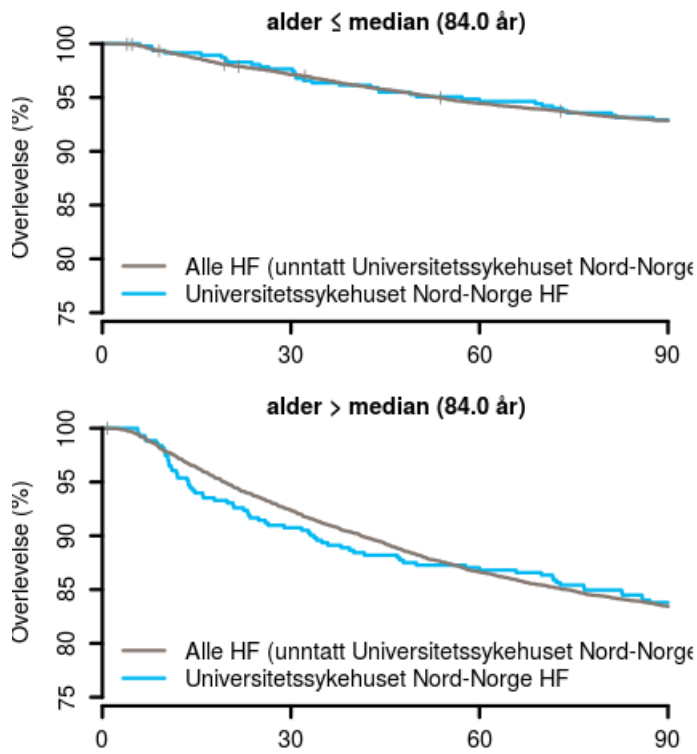 alder ≤ median (84.0 år)
Overlevelse (%)
100
95
90
85
80
75
Alle HF (unntatt Universitetssykehuset Nord-Norge
Universitetssykehuset Nord-Norge HF
0 30 60 90
alder > median (84.0 år)
Overlevelse (%)
100
95
90
85
80
75
Alle HF (unntatt Universitetssykehuset Nord-Norge
Universitetssykehuset Nord-Norge HF
0 30 60 90